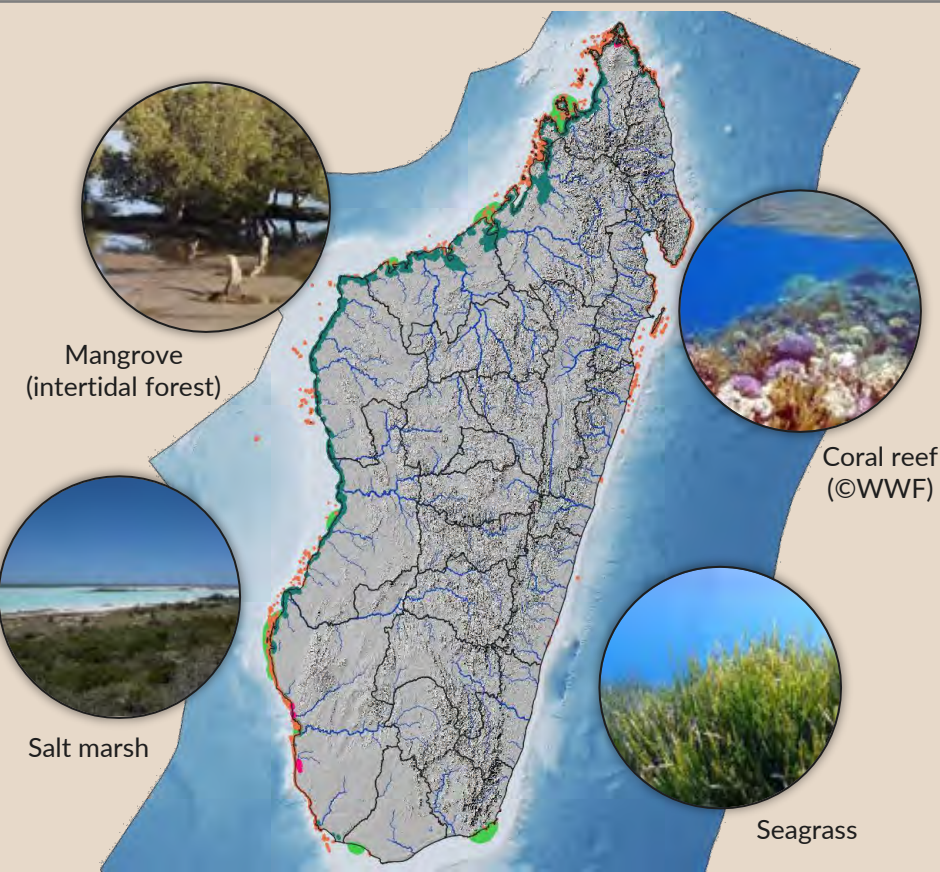 Mangrove
(intertidal forest)
Coral reef
(©WWF)
Salt marsh
Seagrass